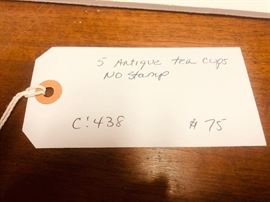 5 Antique tea cups
No Stamp
C! 438 # 75